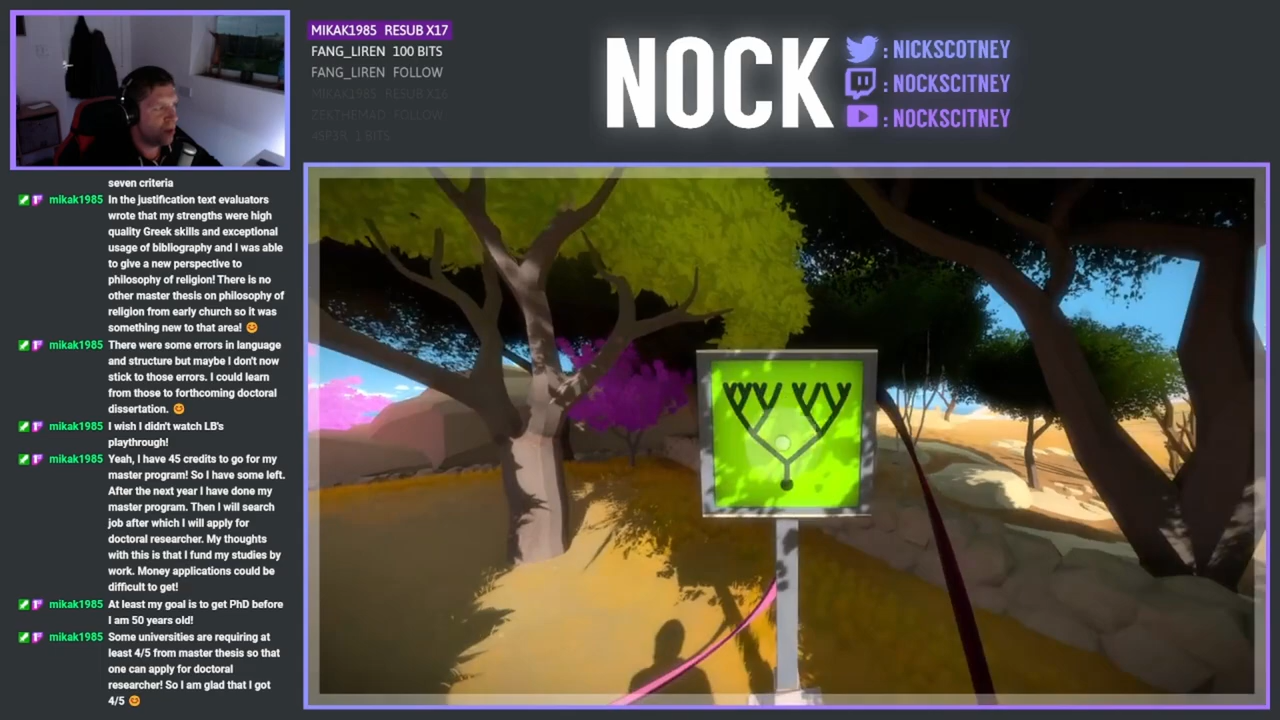 MIKAK1985 RESUB X17
FANG_LIREN 100 BITS
FANG_LIREN FOLLOW
MIKAK1985 RESUB X16
ZEKTHEMAD FOLLOW
NOCK
: NICKSCOTNEY
: NOCKSCITNEY
: NOCKSCITNEY
seven criteria
mikak1985 In the justification text evaluators
wrote that my strengths were high
quality Greek skills and exceptional
usage of bibliography and I was able
to give a new perspective to
philosophy of religion! There is no
other master thesis on philosophy of
religion from early church so it was
something new to that area! 😊
mikak1985 There were some errors in language
and structure but maybe I don't now
stick to those errors. I could learn
from those to forthcoming doctoral
dissertation. 😊
mikak1985 I wish I didn't watch LB's
playthrough!
mikak1985 Yeah, I have 45 credits to go for my
master program! So I have some left.
After the next year I have done my
master program. Then I will search
job after which I will apply for
doctoral researcher. My thoughts
with this is that I fund my studies by
work. Money applications could be
difficult to get!
mikak1985 At least my goal is to get PhD before
I am 50 years old!
mikak1985 Some universities are requiring at
least 4/5 from master thesis so that
one can apply for doctoral
researcher! So I am glad that I got
4/5 😊